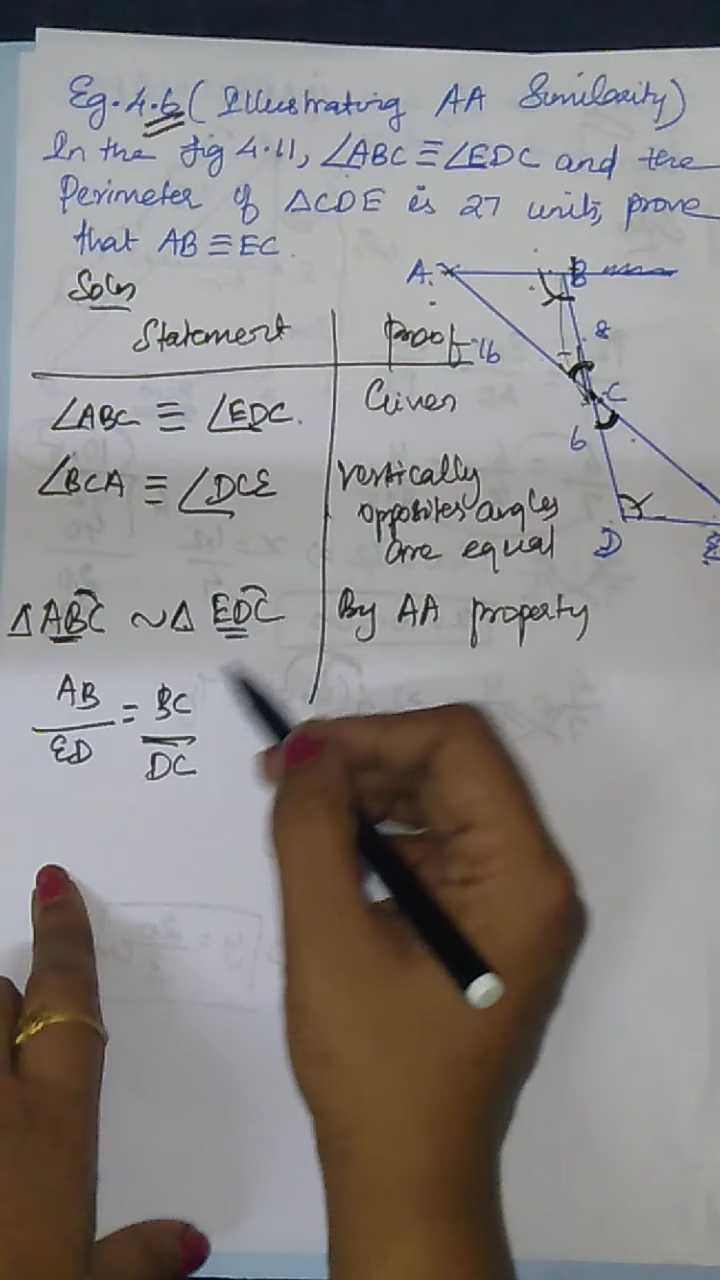 Eg. 4.6 (Illustrating AA Similarity)
In the fig 4.11, ∠ABC ≡ ∠EDC and the
Perimeter of ΔCDE is 27 units, prove
that AB ≡ EC.
Soln
Statement Proof
∠ABC ≡ ∠EDC. Given
∠BCA ≡ ∠DCE Vertically
opposites angles
are equal
ΔABC ~ Δ EDC By AA property
AB/ED = BC/DC
A B
8
16
C
6
D E